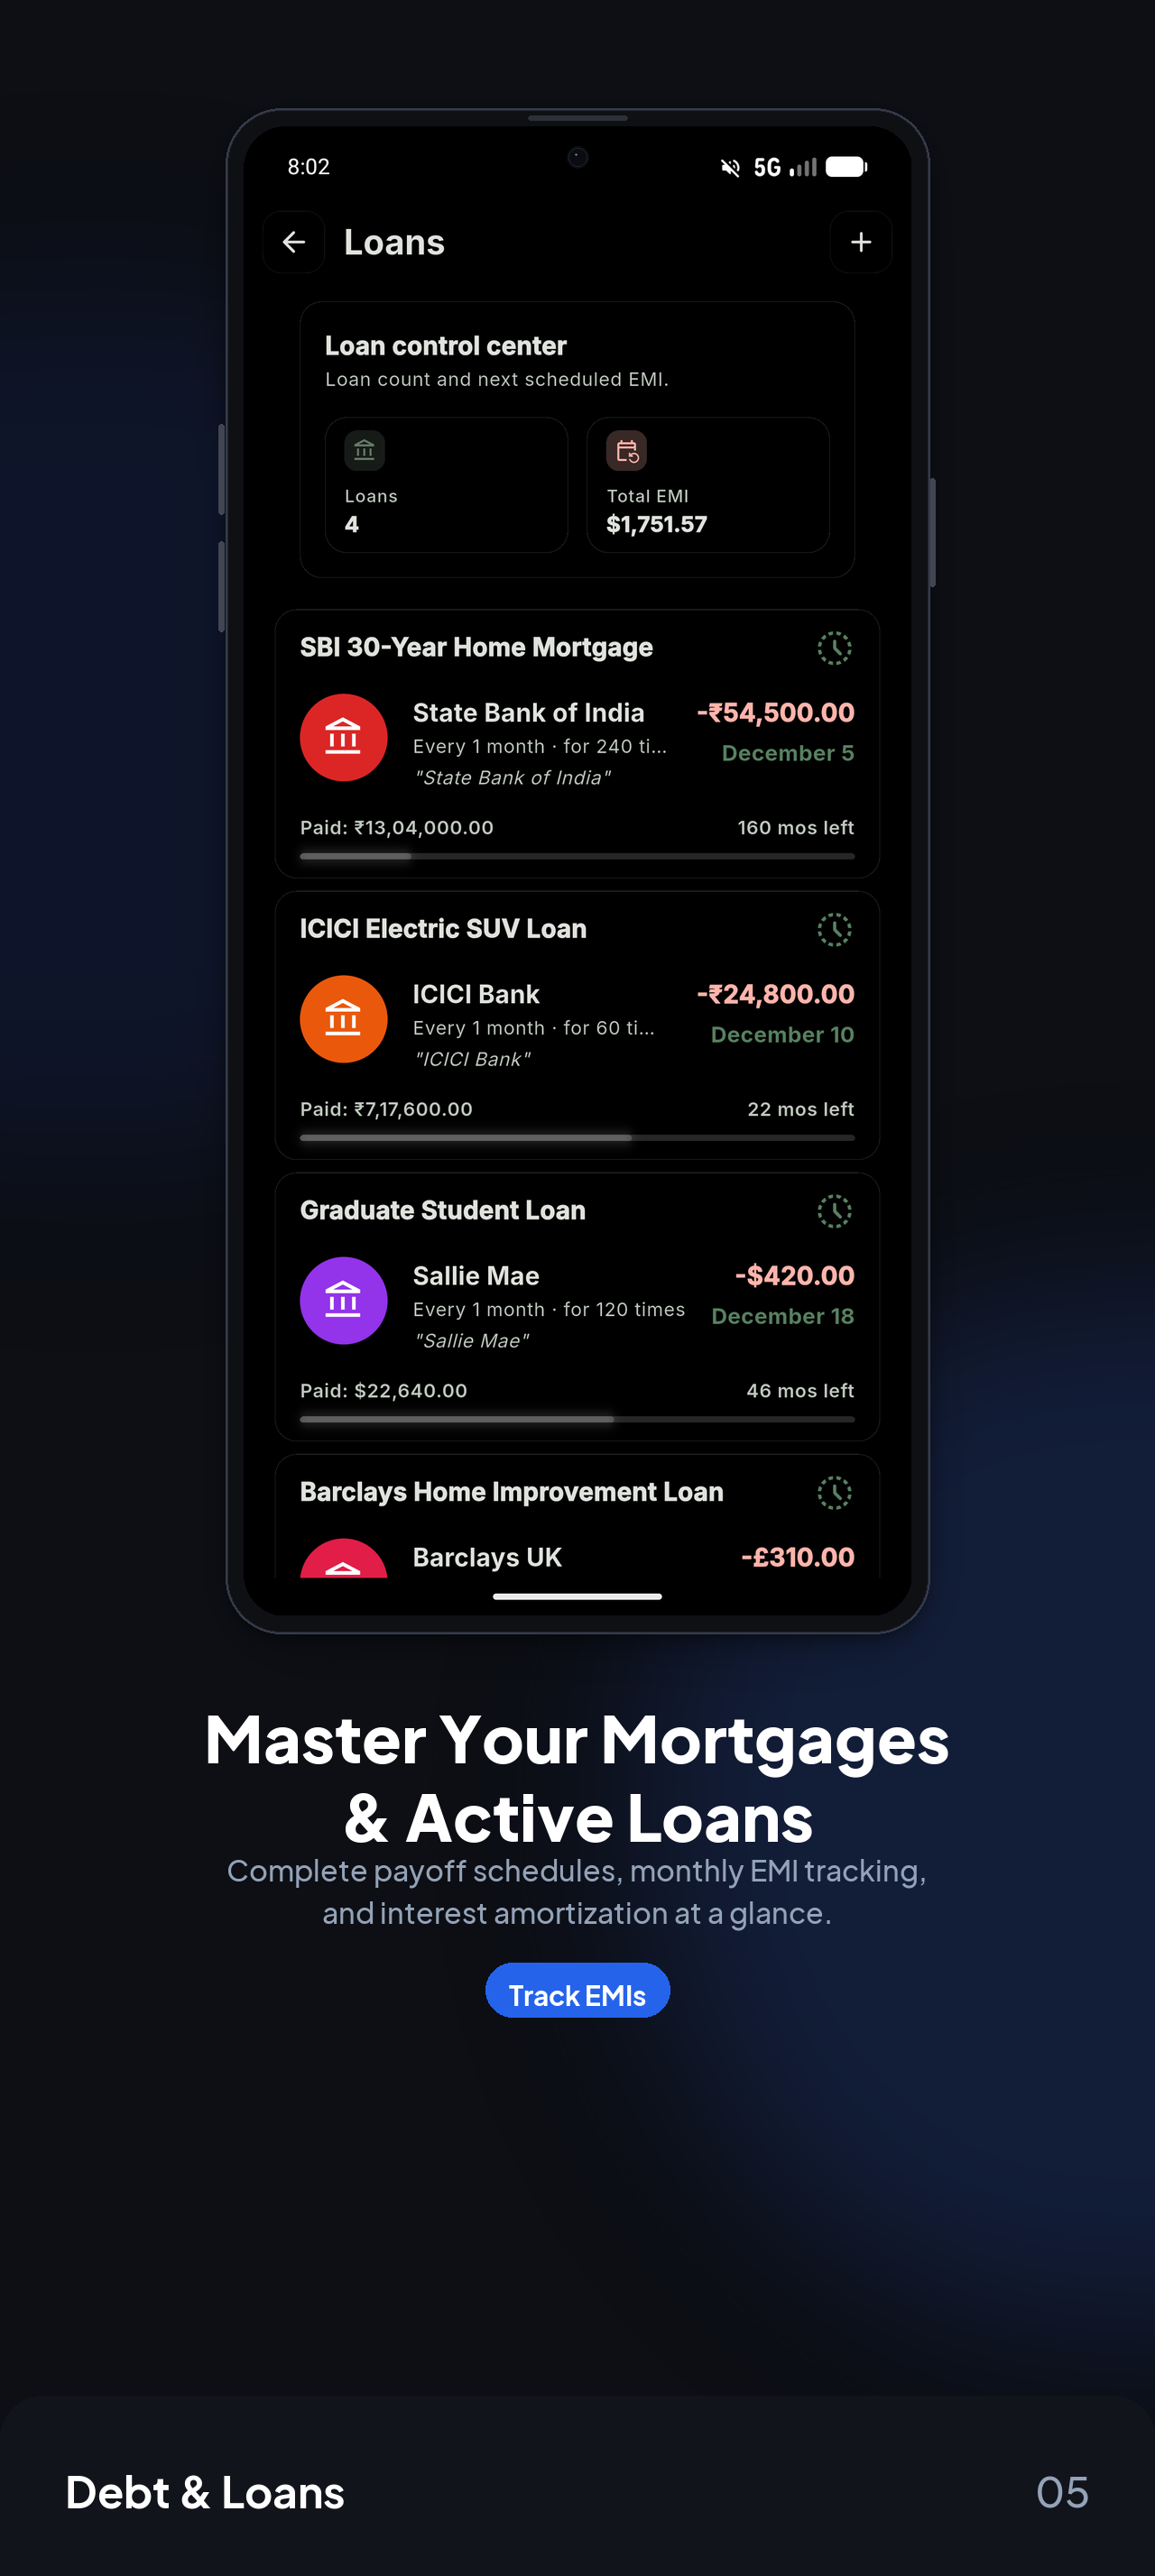 8:02
5G
Loans
Loan control center
Loan count and next scheduled EMI.
Loans
4
Total EMI
$1,751.57
SBI 30-Year Home Mortgage
State Bank of India
-₹54,500.00
Every 1 month · for 240 ti...
December 5
"State Bank of India"
Paid: ₹13,04,000.00
160 mos left
ICICI Electric SUV Loan
ICICI Bank
-₹24,800.00
Every 1 month · for 60 ti...
December 10
"ICICI Bank"
Paid: ₹7,17,600.00
22 mos left
Graduate Student Loan
Sallie Mae
-$420.00
Every 1 month · for 120 times
December 18
"Sallie Mae"
Paid: $22,640.00
46 mos left
Barclays Home Improvement Loan
Barclays UK
-£310.00
Master Your Mortgages
& Active Loans
Complete payoff schedules, monthly EMI tracking,
and interest amortization at a glance.
Track EMIs
Debt & Loans
05